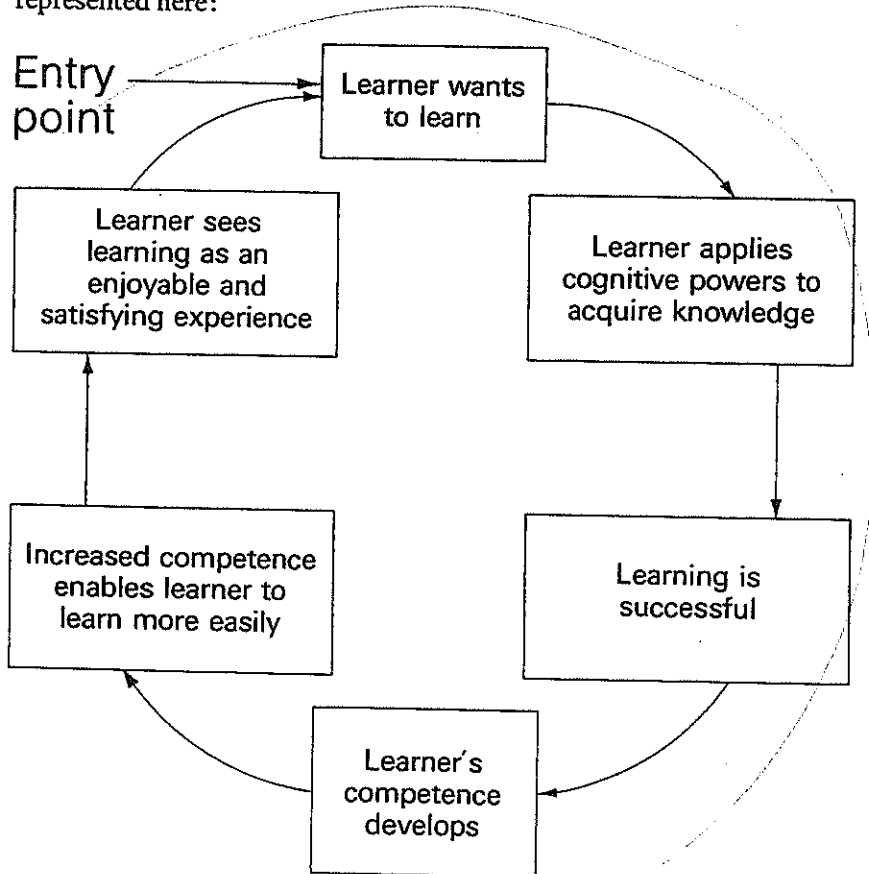 represented here:
Entry
point
Learner wants
to learn
Learner applies
cognitive powers to
acquire knowledge
Learning is
successful
Learner's
competence
develops
Increased competence
enables learner to
learn more easily
Learner sees
learning as an
enjoyable and
satisfying experience